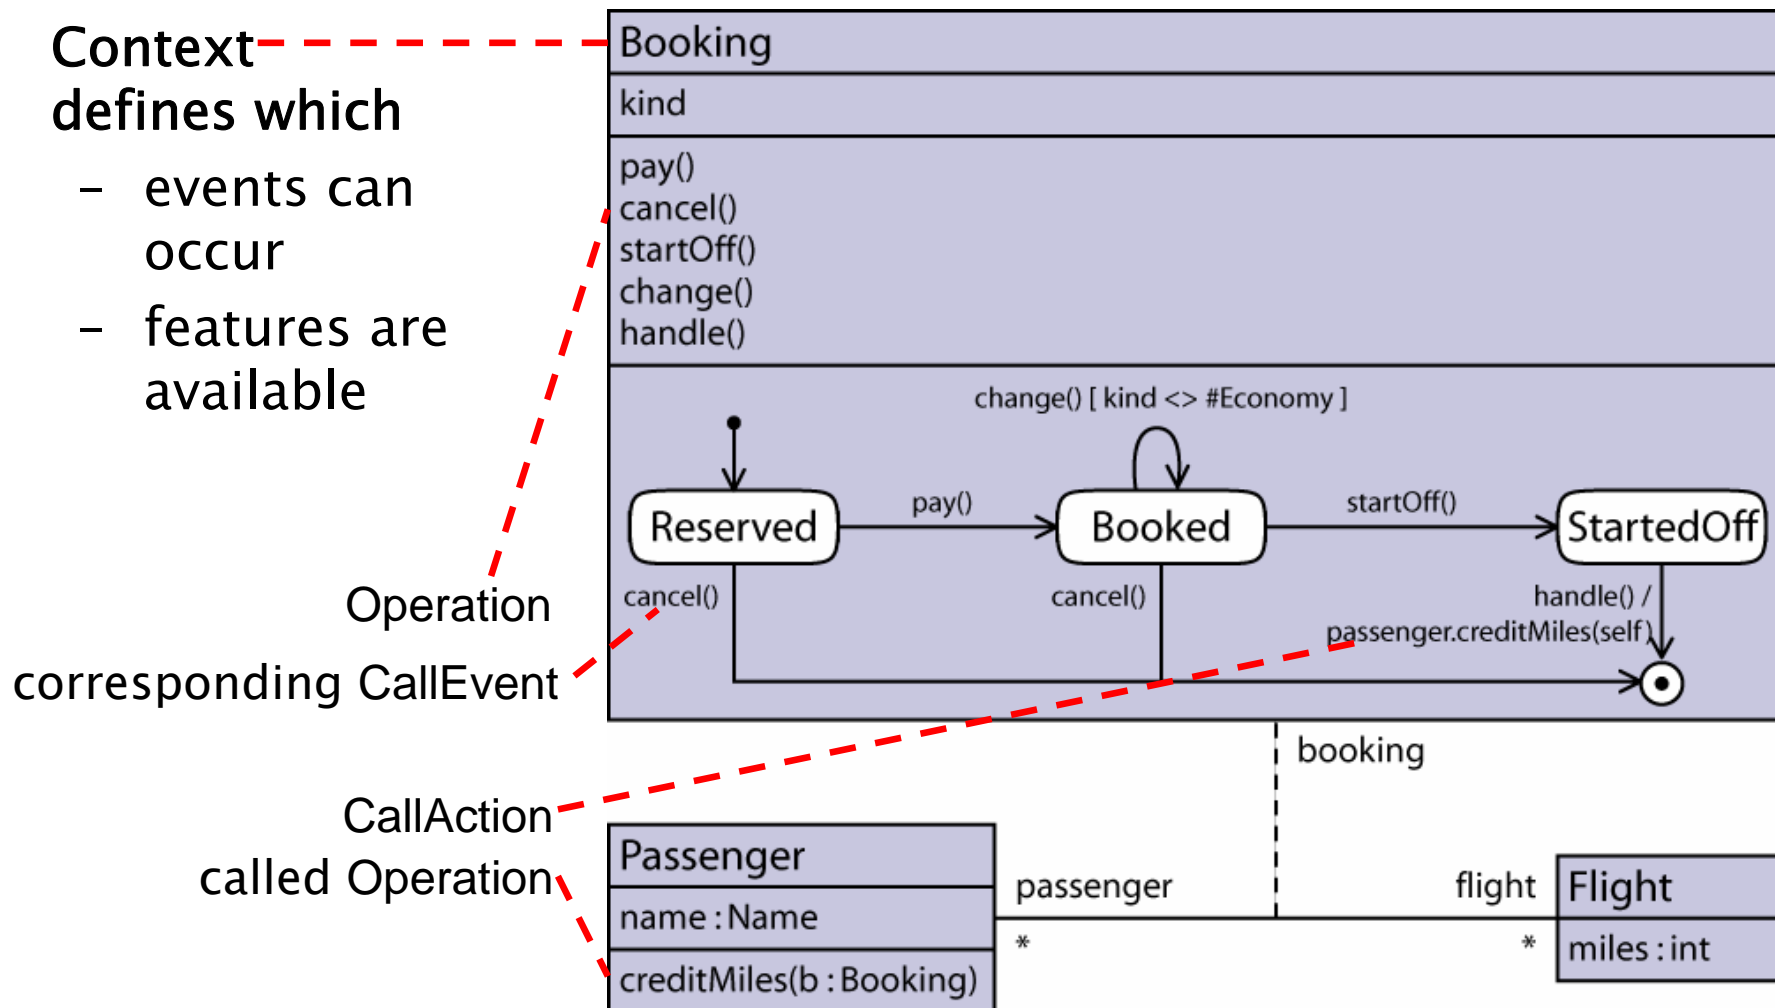 Context
defines which
– events can
occur
– features are
available
Operation
corresponding CallEvent
CallAction
called Operation
Booking
kind
pay()
cancel()
startOff()
change()
handle()
change() [ kind <> #Economy ]
Reserved
pay()
Booked
startOff()
StartedOff
cancel()
cancel()
handle() /
passenger.creditMiles(self)
booking
Passenger
name : Name
creditMiles(b : Booking)
passenger
*
flight
*
Flight
miles : int